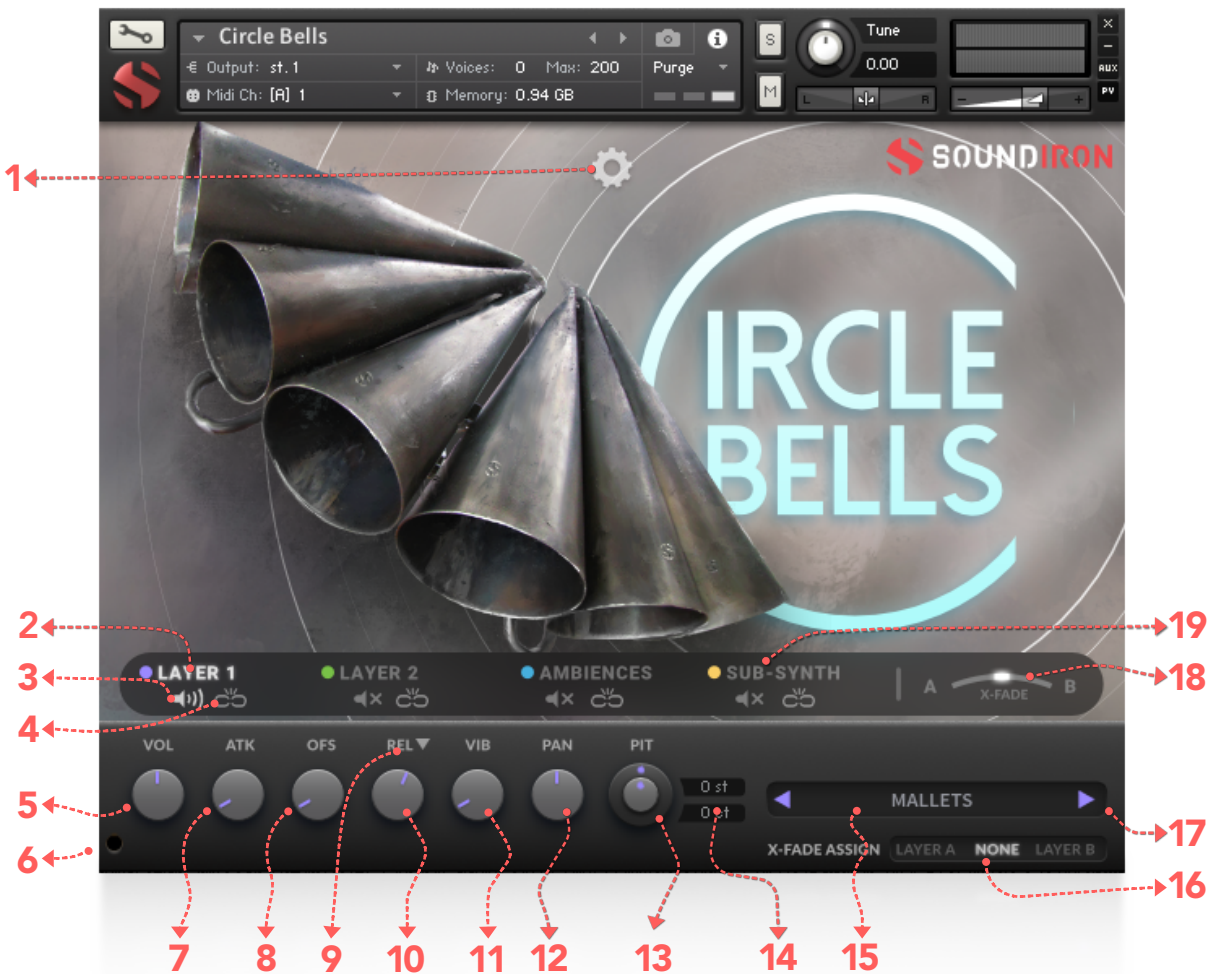 Circle Bells
Output: st.1
Voices: 0 Max: 200
Purge
Midi Ch: [A] 1
Memory: 0.94 GB
S
M
Tune
0.00
L R
- +
×
-
AUX
PV
SOUNDIRON
1
IRCLE
BELLS
2
LAYER 1
LAYER 2
AMBIENCES
SUB-SYNTH
19
3
4
A
X-FADE
B
18
VOL
ATK
OFS
REL
VIB
PAN
PIT
5
0 st
0 st
MALLETS
17
6
X-FADE ASSIGN LAYER A NONE LAYER B
16
7
8
9
10
11
12
13
14
15